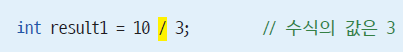 int result1 = 10 / 3;          // 수식의 값은 3